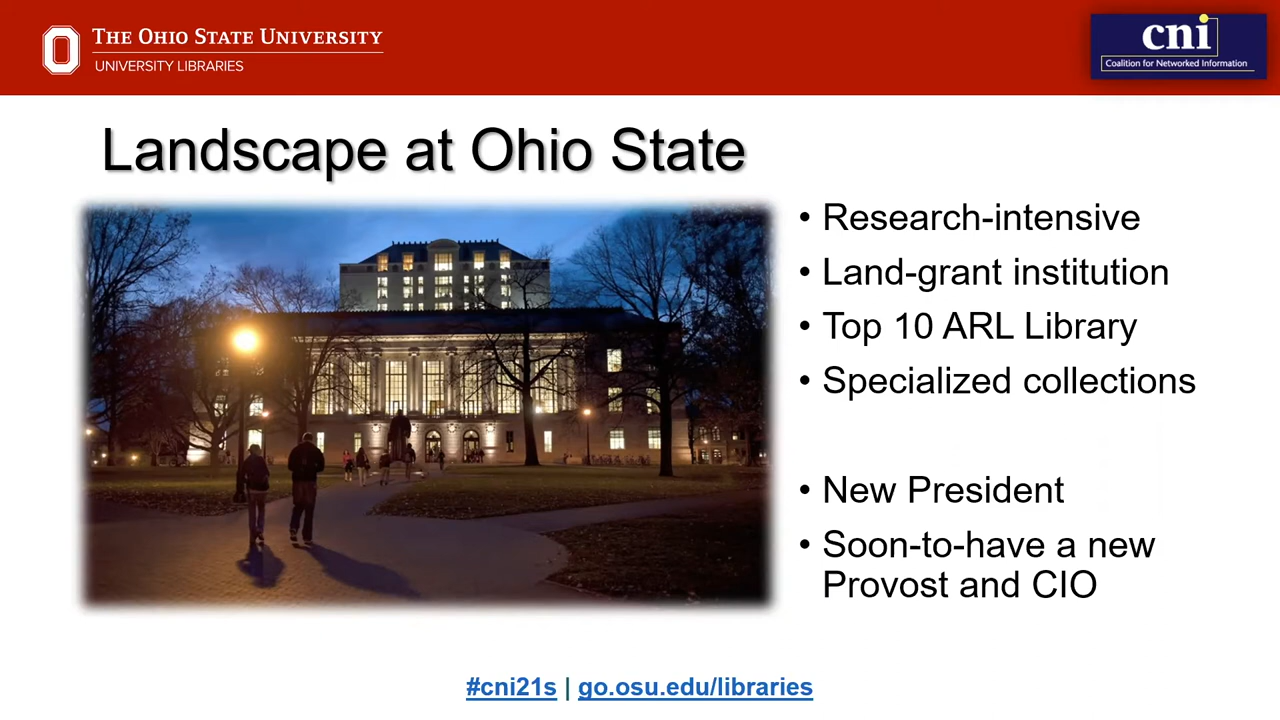 THE OHIO STATE UNIVERSITY
UNIVERSITY LIBRARIES
cni
Coalition for Networked Information
Landscape at Ohio State
• Research-intensive
• Land-grant institution
• Top 10 ARL Library
• Specialized collections
• New President
• Soon-to-have a new
Provost and CIO
#cni21s | go.osu.edu/libraries